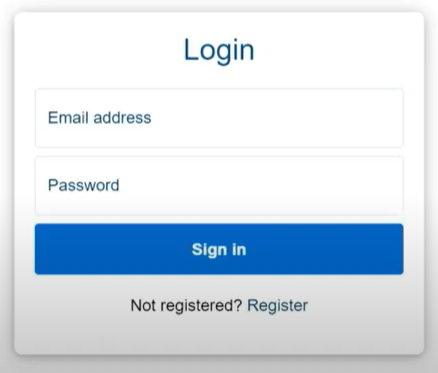 Login
Email address
Password
Sign in
Not registered? Register